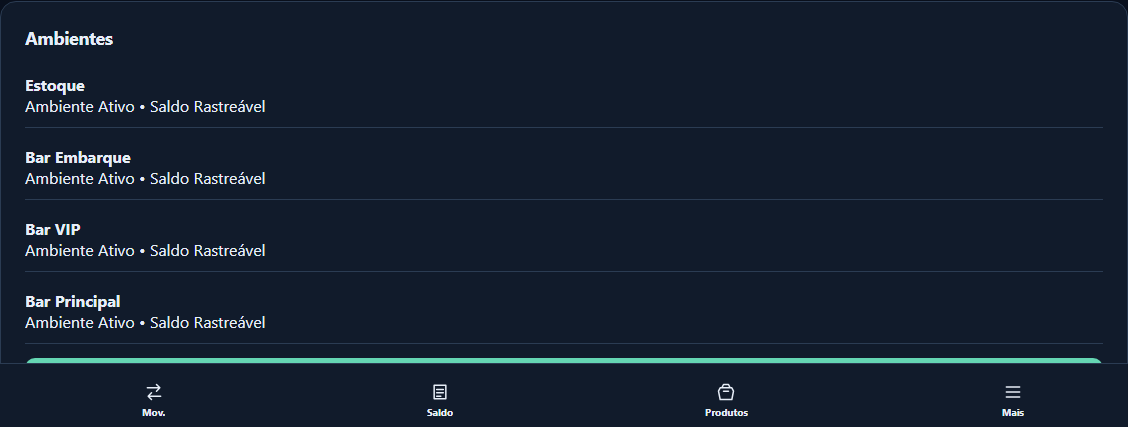 Ambientes
Estoque
Ambiente Ativo • Saldo Rastreável
Bar Embarque
Ambiente Ativo • Saldo Rastreável
Bar VIP
Ambiente Ativo • Saldo Rastreável
Bar Principal
Ambiente Ativo • Saldo Rastreável
Mov.
Saldo
Produtos
Mais